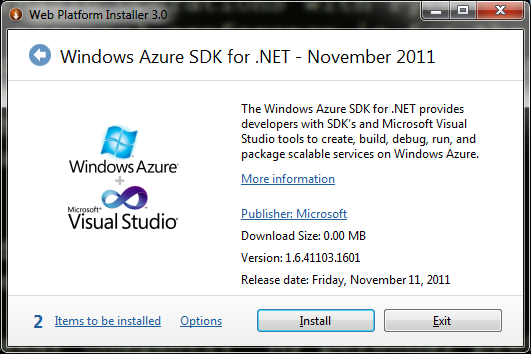 Web Platform Installer 3.0
Windows Azure SDK for .NET - November 2011
The Windows Azure SDK for .NET provides
developers with SDK's and Microsoft Visual
Studio tools to create, build, debug, run, and
package scalable services on Windows Azure.
More information
Windows Azure™
+
Microsoft®
Visual Studio®
Publisher: Microsoft
Download Size: 0.00 MB
Version: 1.6.41103.1601
Release date: Friday, November 11, 2011
2 Items to be installed Options Install Exit